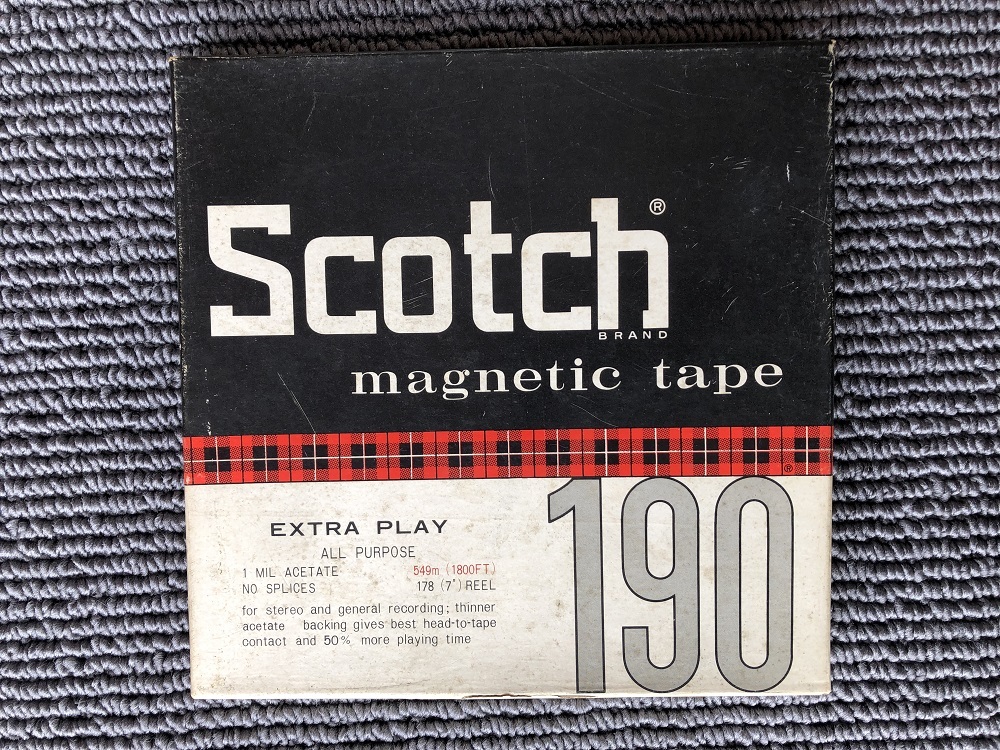 Scotch®
BRAND
magnetic tape
®
190
EXTRA PLAY
ALL PURPOSE
1 MIL ACETATE 549m (1800FT)
NO SPLICES 178 (7") REEL
for stereo and general recording; thinner
acetate backing gives best head-to-tape
contact and 50% more playing time